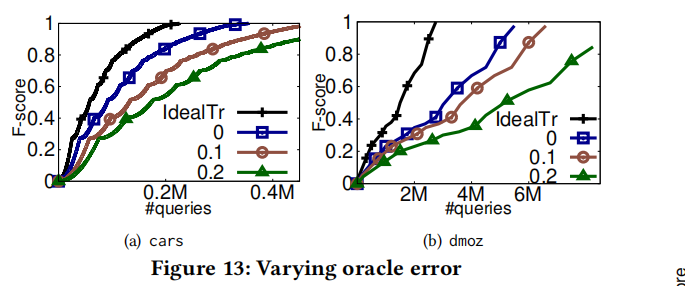 1
0.8
0.6
0.4
0.2
0
F-score
IdealTr
0
0.1
0.2
0.2M 0.4M
#queries
(a) cars
1
0.8
0.6
0.4
0.2
0
F-score
IdealTr
0
0.1
0.2
2M 4M 6M
#queries
(b) dmoz
Figure 13: Varying oracle error
ore